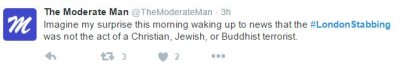 The Moderate Man @TheModerateMan · 3h
Imagine my surprise this morning waking up to news that the #LondonStabbing
was not the act of a Christian, Jewish, or Buddhist terrorist.
3 2